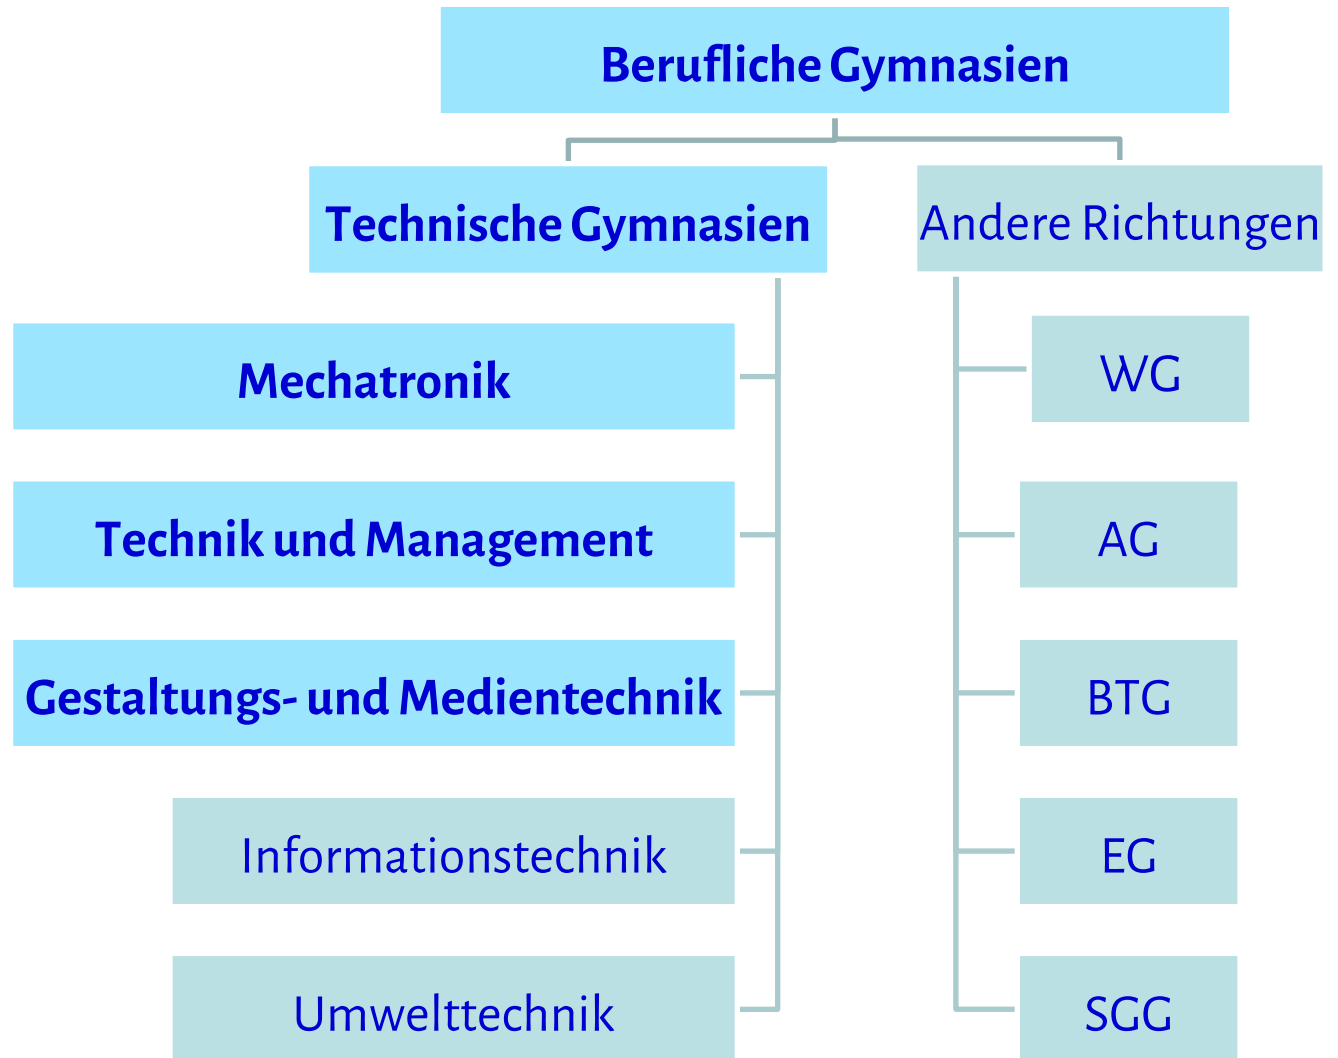 Berufliche Gymnasien
Technische Gymnasien
Andere Richtungen
Mechatronik
Technik und Management
Gestaltungs- und Medientechnik
Informationstechnik
Umwelttechnik
WG
AG
BTG
EG
SGG